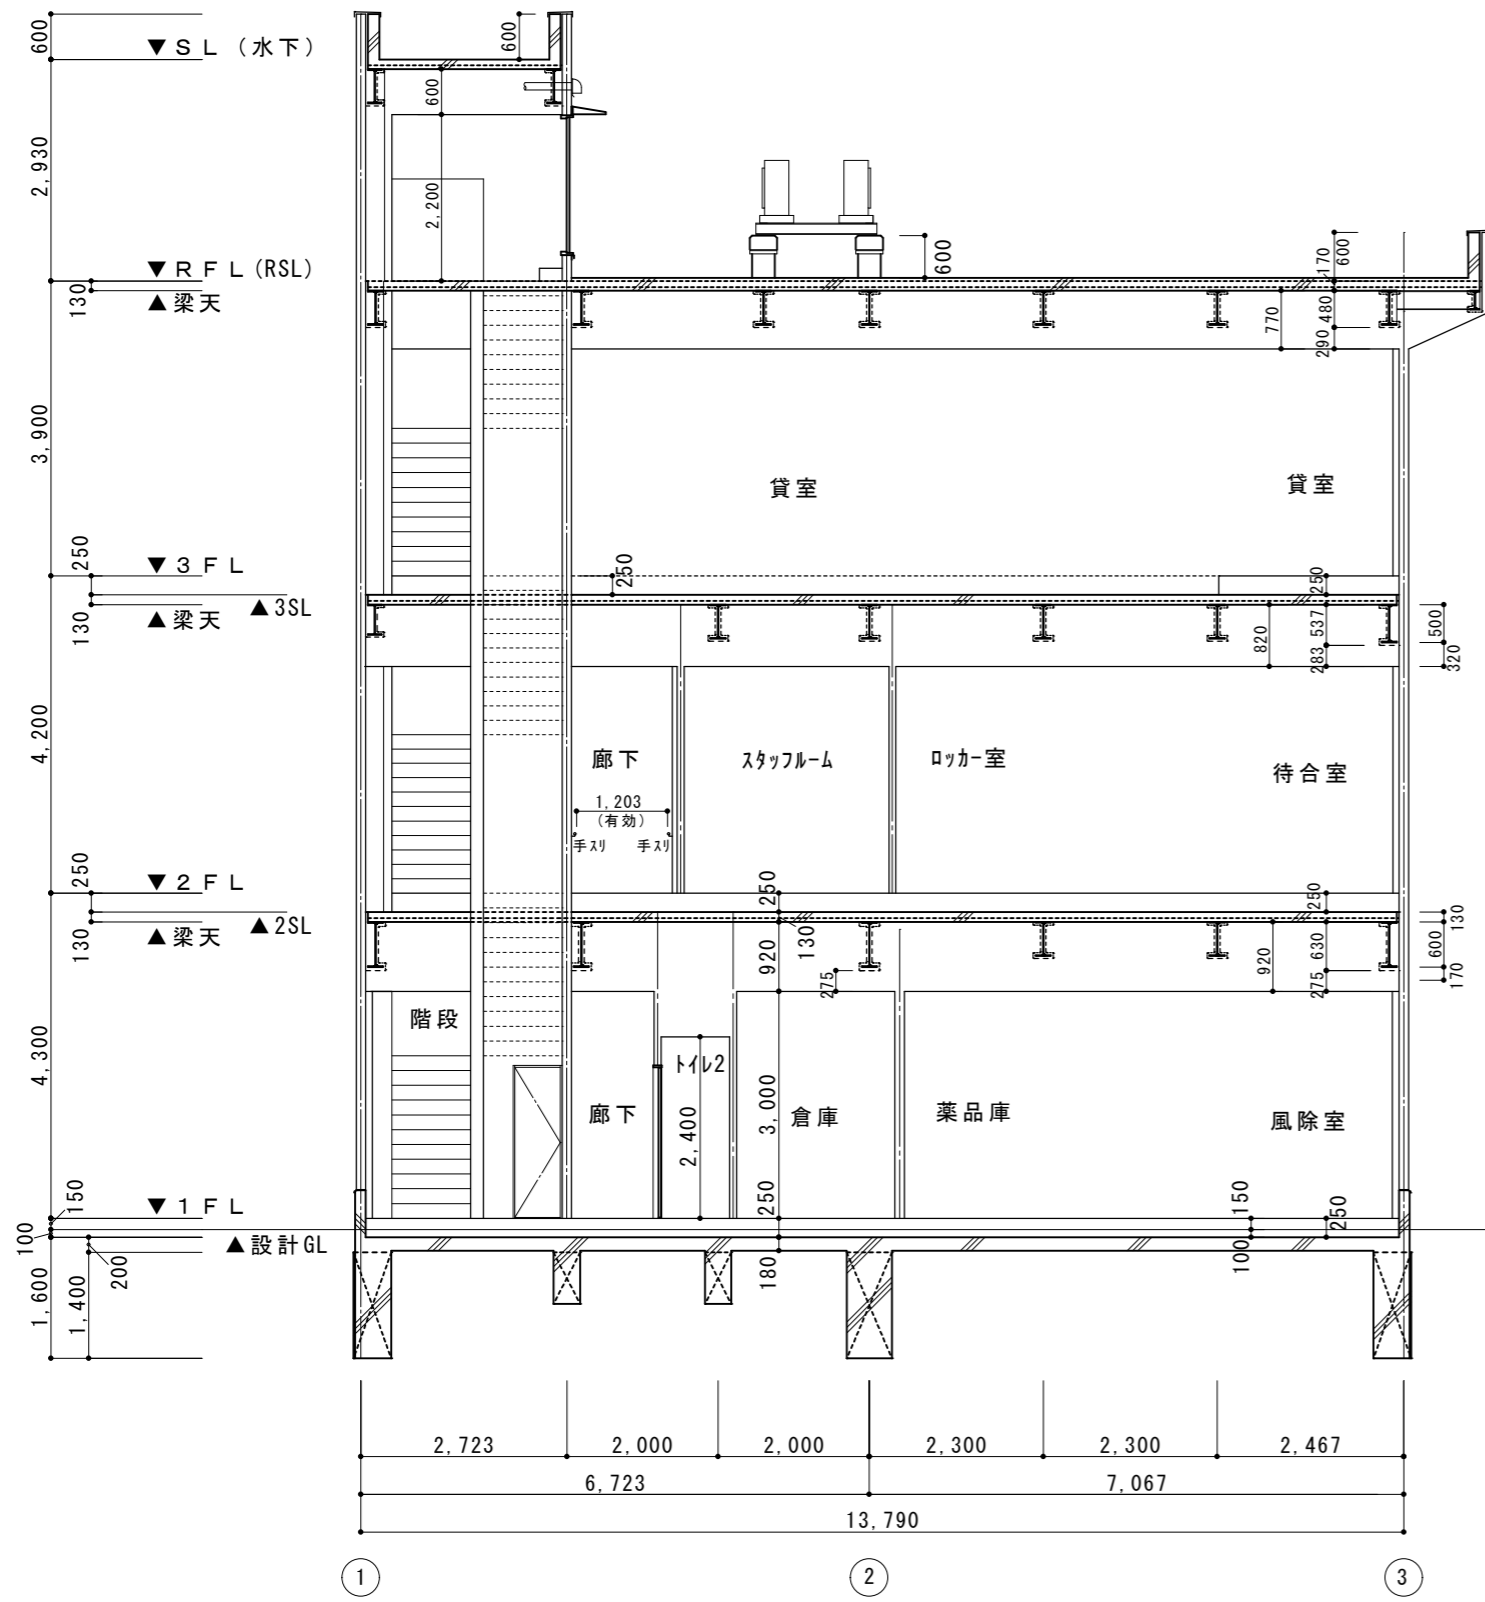 600
▼ＳＬ（水下）
600
600
2,930
2,200
▼ＲＦＬ(RSL)
130
▲梁天
600
170
600
770
480
290
3,900
貸室
貸室
250
▼３ＦＬ
250
250
▲3SL
130
▲梁天
537
500
820
283
320
4,200
廊下
スタッフルーム
ロッカー室
待合室
1,203
(有効)
手スリ
手スリ
250
▼２ＦＬ
250
250
▲2SL
130
▲梁天
130
130
920
920
630
600
275
275
170
階段
4,300
トイレ2
廊下
2,400
3,000
倉庫
薬品庫
風除室
150
▼１ＦＬ
250
150
250
100
▲設計GL
200
180
100
1,600
1,400
2,723
2,000
2,000
2,300
2,300
2,467
6,723
7,067
13,790
1
2
3